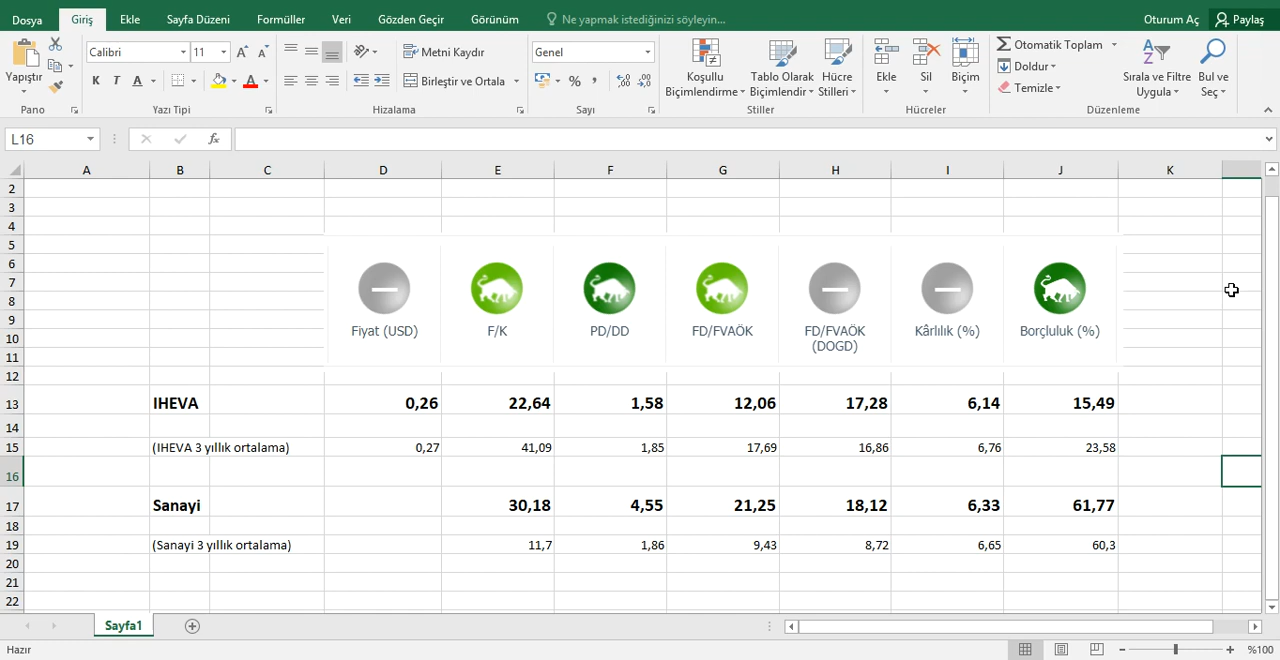 Dosya Giriş Ekle Sayfa Düzeni Formüller Veri Gözden Geçir Görünüm Ne yapmak istediğinizi söyleyin... Oturum Aç Paylaş
Yapıştır
Calibri 11
K T A A
Metni Kaydır
Birleştir ve Ortala
Genel
%
Koşullu Biçimlendirme
Tablo Olarak Biçimlendir
Hücre Stilleri
Ekle
Sil
Biçim
Otomatik Toplam
Doldur
Temizle
Sırala ve Filtre Uygula
Bul ve Seç
Pano Yazı Tipi Hizalama Sayı Stiller Hücreler Düzenleme
L16 fx
A B C D E F G H I J K
2
3
4
5
6
7
8
9
10
11
12
Fiyat (USD) F/K PD/DD FD/FVAÖK FD/FVAÖK (DOGD) Kârlılık (%) Borçluluk (%)
13 IHEVA 0,26 22,64 1,58 12,06 17,28 6,14 15,49
14
15 (IHEVA 3 yıllık ortalama) 0,27 41,09 1,85 17,69 16,86 6,76 23,58
16
17 Sanayi 30,18 4,55 21,25 18,12 6,33 61,77
18
19 (Sanayi 3 yıllık ortalama) 11,7 1,86 9,43 8,72 6,65 60,3
20
21
22
Sayfa1
Hazır %100